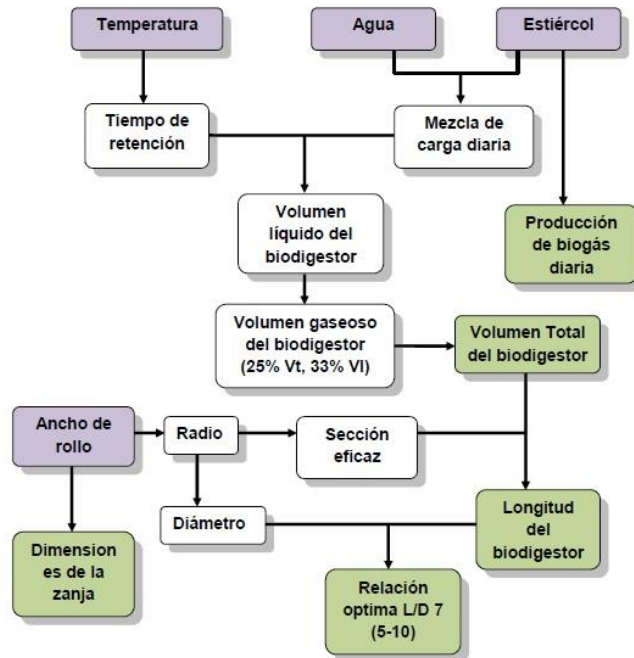 Temperatura
Agua
Estiércol
Tiempo de
retención
Mezcla de
carga diaria
Volumen
líquido del
biodigestor
Producción
de biogás
diaria
Volumen gaseoso
del biodigestor
(25% Vt, 33% Vl)
Volumen Total
del biodigestor
Ancho de
rollo
Radio
Sección
eficaz
Diámetro
Longitud
del
biodigestor
Dimension
es de la
zanja
Relación
optima L/D 7
(5-10)